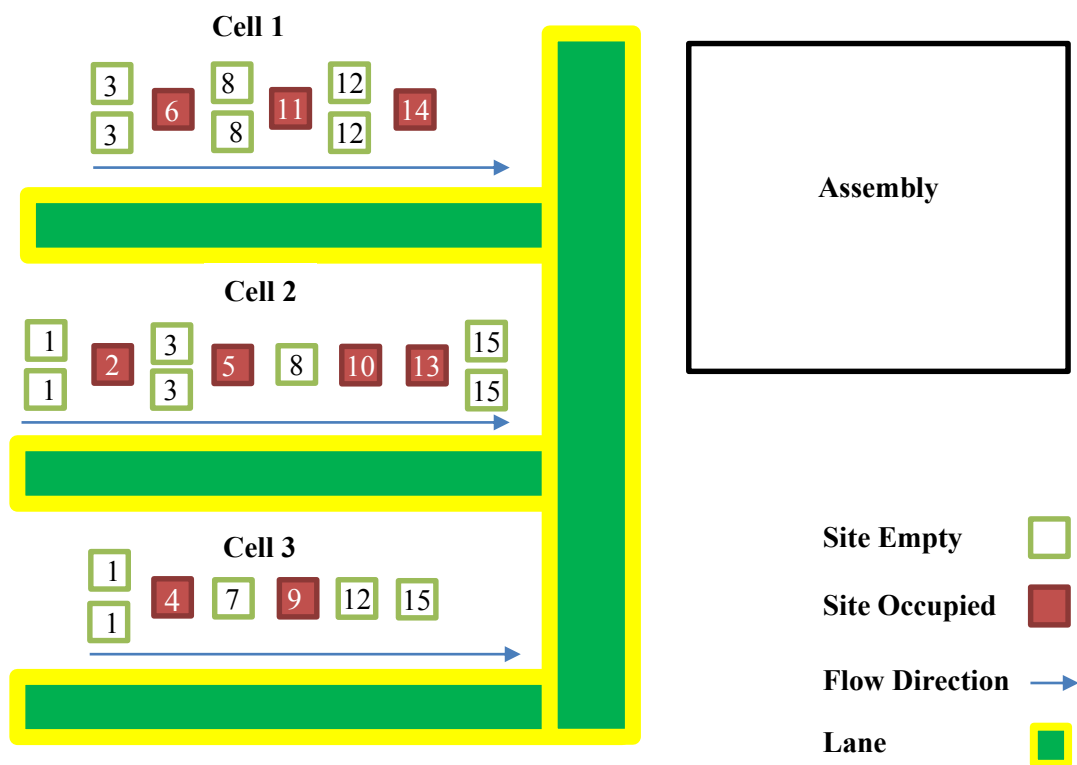 Cell 1
3 8 12
6 11 14
3 8 12
Assembly
Cell 2
1 3 15
2 5 8 10 13
1 3 15
Cell 3
1
4 7 9 12 15
1
Site Empty
Site Occupied
Flow Direction
Lane